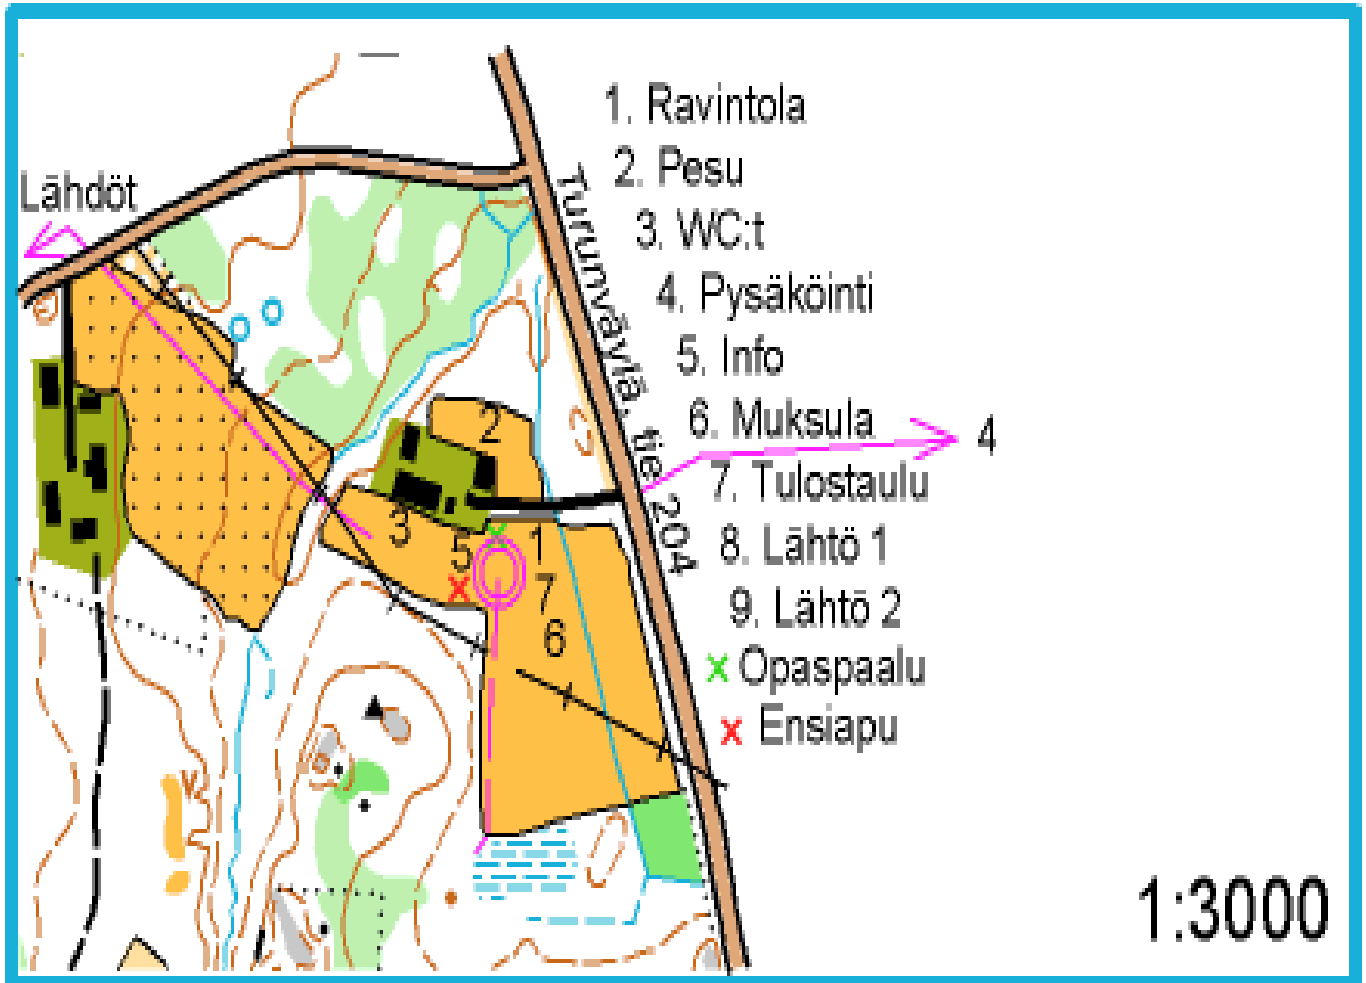 1. Ravintola
2. Pesu
Lähdöt
3. WC:t
4. Pysäköinti
5. Info
6. Muksula
4
7. Tulostaulu
8. Lähtö 1
9. Lähtö 2
x Opaspaalu
x Ensiapu
Turunväylä, tie 204
2
3
5
1
7
6
1:3000